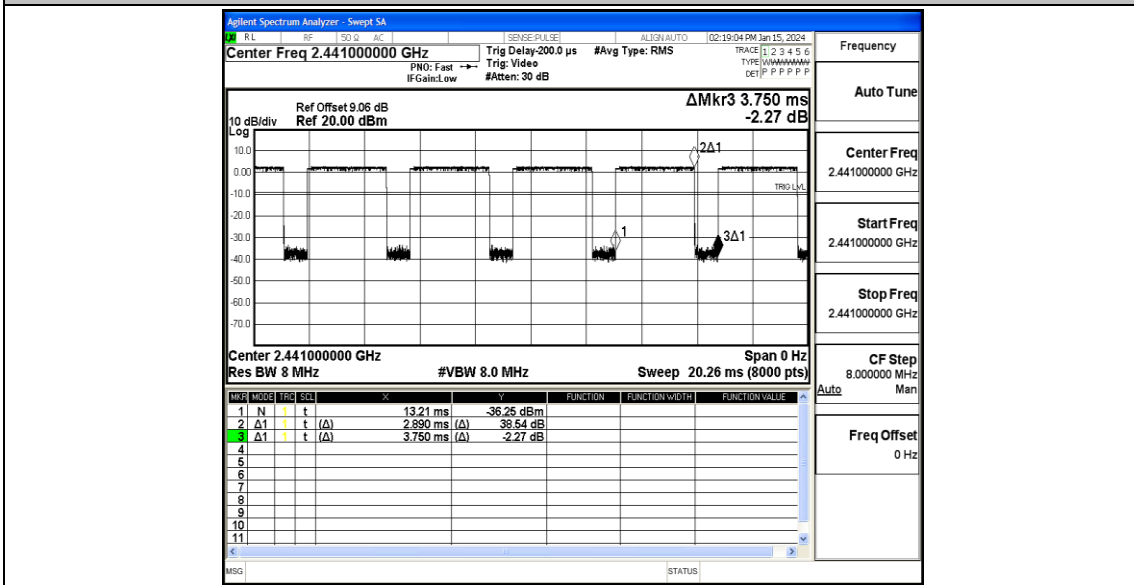 Agilent Spectrum Analyzer - Swept SA
LXI RL RF 50 Ω AC SENSE:PULSE ALIGN AUTO 02:19:04 PM Jan 15, 2024
Center Freq 2.441000000 GHz
PNO: Fast
IFGain:Low
Trig Delay-200.0 µs
Trig: Video
#Atten: 30 dB
#Avg Type: RMS
TRACE 1 2 3 4 5 6
TYPE
DET P P P P P P
Ref Offset 9.06 dB
10 dB/div Ref 20.00 dBm
Log
ΔMkr3 3.750 ms
-2.27 dB
10.0
0.00
-10.0
-20.0
-30.0
-40.0
-50.0
-60.0
-70.0
2Δ1
TRIG LVL
1
3Δ1
Center 2.441000000 GHz Span 0 Hz
Res BW 8 MHz #VBW 8.0 MHz Sweep 20.26 ms (8000 pts)
MKR MODE TRC SCL X Y FUNCTION FUNCTION WIDTH FUNCTION VALUE
1 N 1 t 13.21 ms -36.25 dBm
2 Δ1 1 t (Δ) 2.890 ms (Δ) 38.54 dB
3 Δ1 1 t (Δ) 3.750 ms (Δ) -2.27 dB
4
5
6
7
8
9
10
11
MSG STATUS
Frequency
Auto Tune
Center Freq
2.441000000 GHz
Start Freq
2.441000000 GHz
Stop Freq
2.441000000 GHz
CF Step
8.000000 MHz
Auto Man
Freq Offset
0 Hz